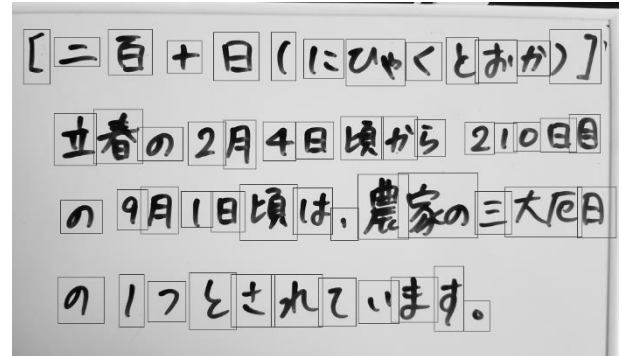 [二百十日(にひゃくとおか)]
立春の2月4日頃から 210日目
の 9月1日頃は、農家の三大厄日
の1つとされています。